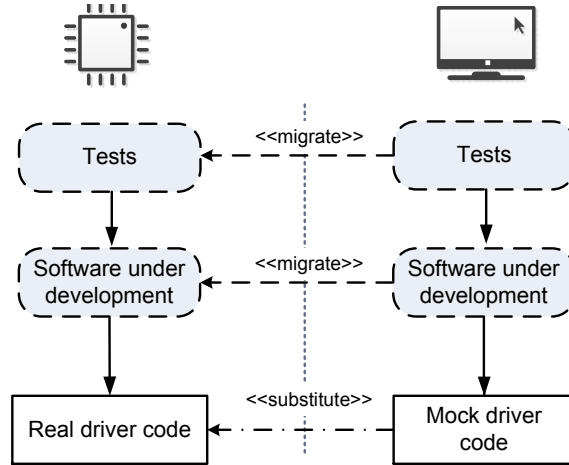 <<migrate>>
Tests
Tests
<<migrate>>
Software under
development
Software under
development
<<substitute>>
Real driver code
Mock driver
code